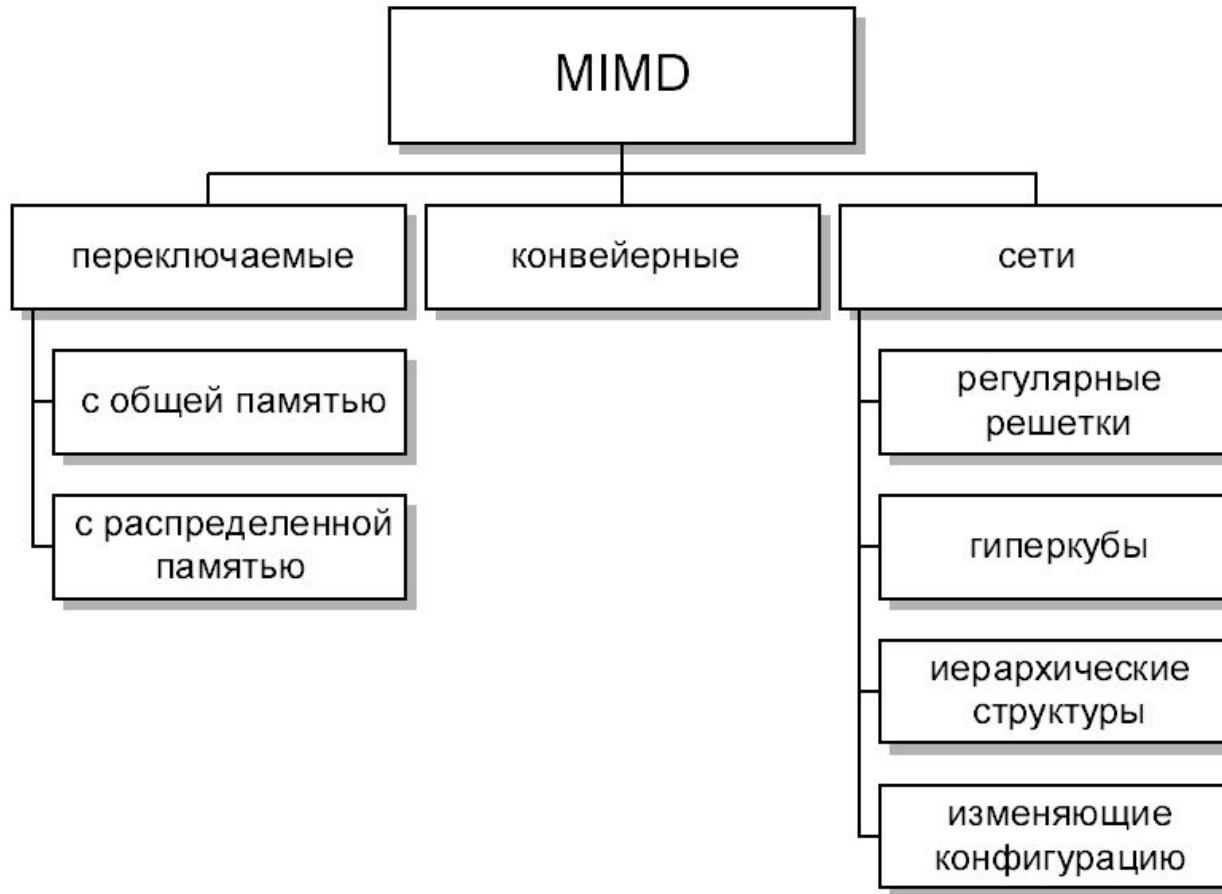 MIMD
переключаемые
конвейерные
сети
с общей памятью
с распределенной
памятью
регулярные
решетки
гиперкубы
иерархические
структуры
изменяющие
конфигурацию